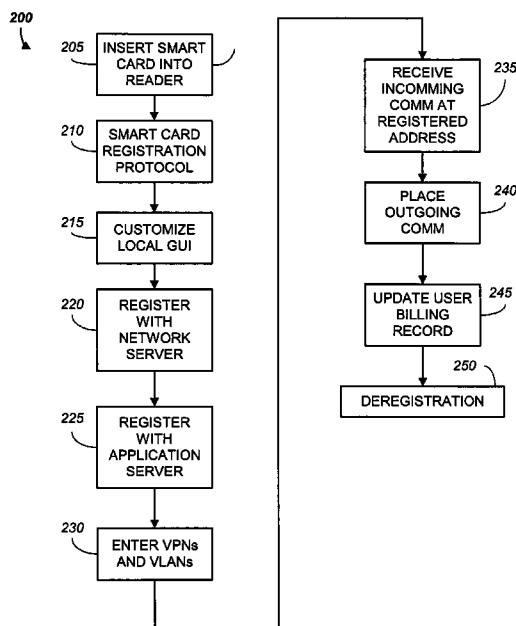 200
205
INSERT SMART
CARD INTO
READER
210
SMART CARD
REGISTRATION
PROTOCOL
215
CUSTOMIZE
LOCAL GUI
220
REGISTER
WITH
NETWORK
SERVER
225
REGISTER
WITH
APPLICATION
SERVER
230
ENTER VPNs
AND VLANs
235
RECEIVE
INCOMMING
COMM AT
REGISTERED
ADDRESS
240
PLACE
OUTGOING
COMM
245
UPDATE USER
BILLING
RECORD
250
DEREGISTRATION